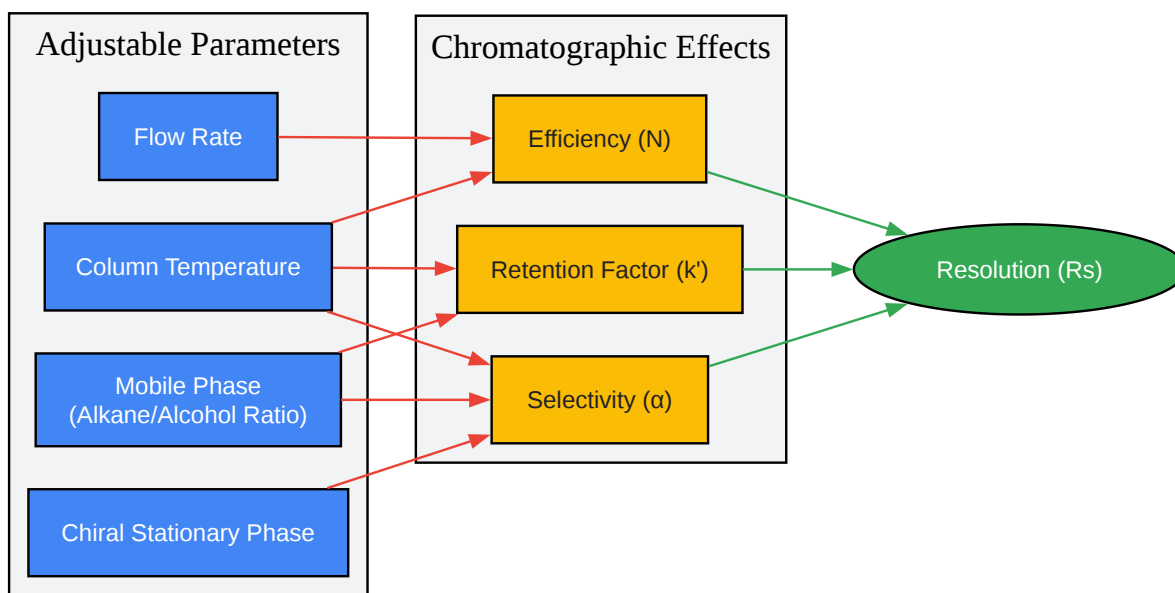 Adjustable Parameters
Flow Rate
Column Temperature
Mobile Phase
(Alkane/Alcohol Ratio)
Chiral Stationary Phase
Chromatographic Effects
Efficiency (N)
Retention Factor (k')
Selectivity (α)
Resolution (Rs)